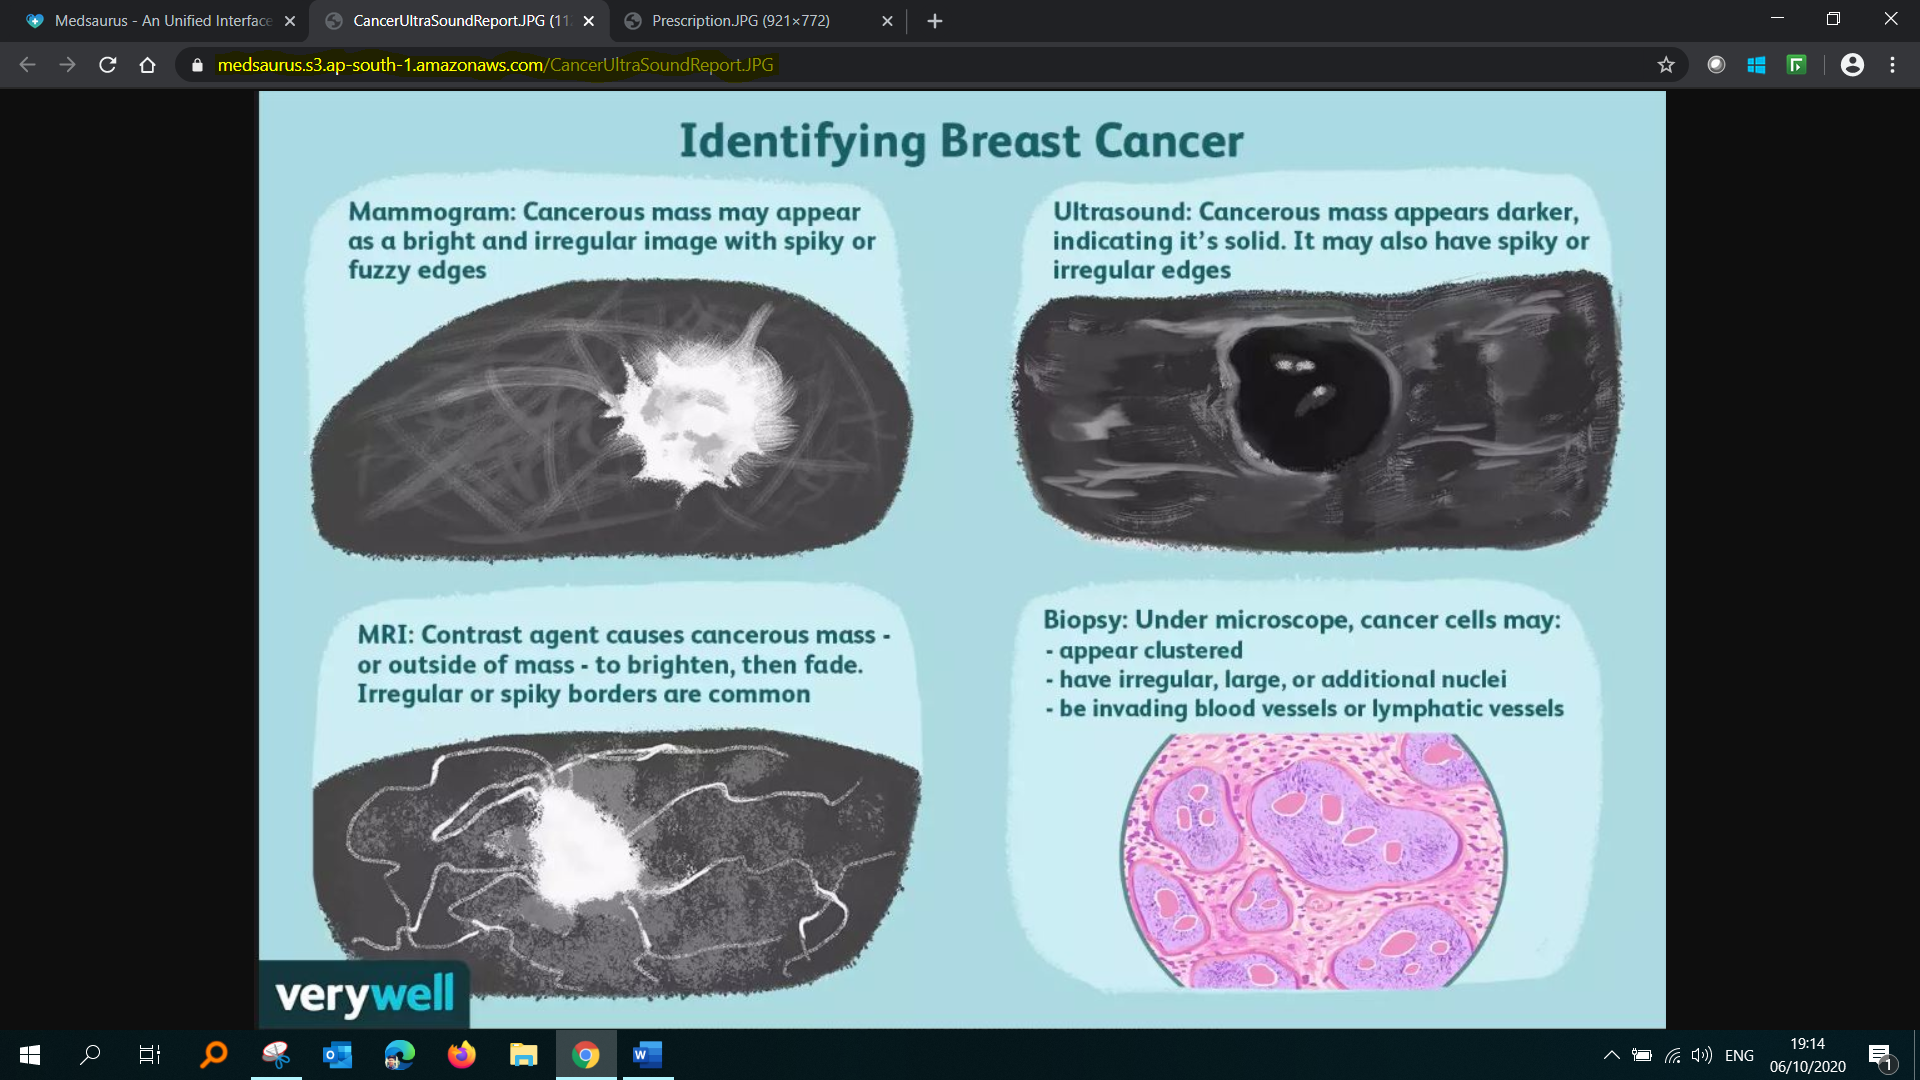 Medsaurus - An Unified Interface
CancerUltraSoundReport.JPG (11
Prescription.JPG (921×772)
medsaurus.s3.ap-south-1.amazonaws.com/CancerUltraSoundReport.JPG
Identifying Breast Cancer
Mammogram: Cancerous mass may appear
as a bright and irregular image with spiky or
fuzzy edges
Ultrasound: Cancerous mass appears darker,
indicating it's solid. It may also have spiky or
irregular edges
MRI: Contrast agent causes cancerous mass -
or outside of mass - to brighten, then fade.
Irregular or spiky borders are common
Biopsy: Under microscope, cancer cells may:
- appear clustered
- have irregular, large, or additional nuclei
- be invading blood vessels or lymphatic vessels
verywell
ENG
19:14
06/10/2020
1